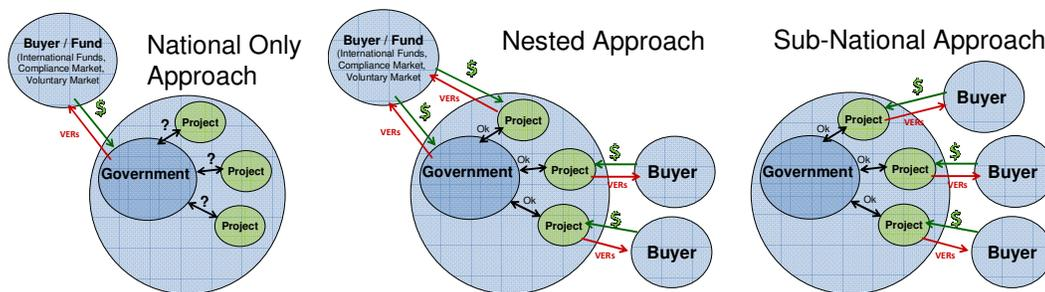 Buyer / Fund
(International Funds,
Compliance Market,
Voluntary Market
National Only
Approach
$
VERs
?
Project
?
Project
?
Project
Government
Buyer / Fund
(International Funds,
Compliance Market,
Voluntary Market
Nested Approach
$
VERs
$
VERs
Ok
Project
Ok
Project
Ok
Project
Government
$
VERs
Buyer
$
VERs
Buyer
Sub-National Approach
$
VERs
Buyer
Ok
Project
Ok
Project
Ok
Project
Government
$
VERs
Buyer
$
VERs
Buyer